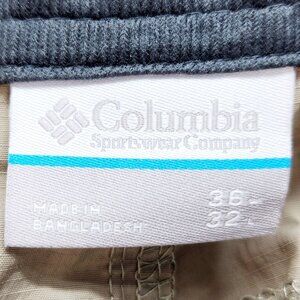 Columbia
Sportswear Company
36 W
MADE IN
32 L
BANGLADESH